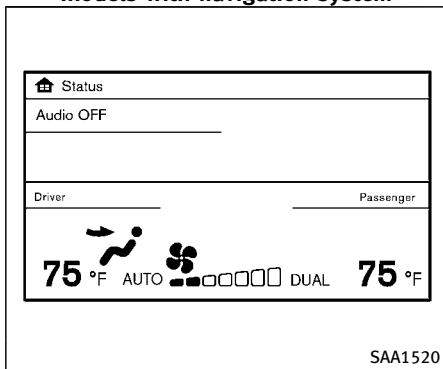 Models with navigation system
Status
Audio OFF
Driver Passenger
75 °F AUTO DUAL 75 °F
SAA1520